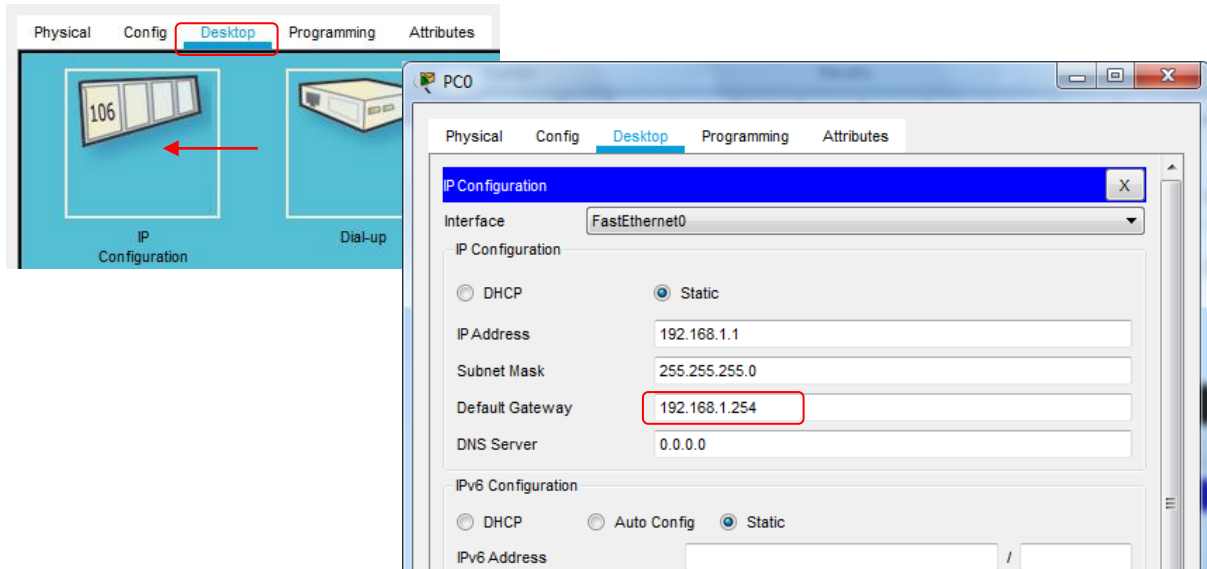 Physical Config Desktop Programming Attributes
106
IP
Configuration
Dial-up
PC0
X
Physical Config Desktop Programming Attributes
IP Configuration
X
Interface FastEthernet0
IP Configuration
DHCP Static
IP Address 192.168.1.1
Subnet Mask 255.255.255.0
Default Gateway 192.168.1.254
DNS Server 0.0.0.0
IPv6 Configuration
DHCP Auto Config Static
IPv6 Address /